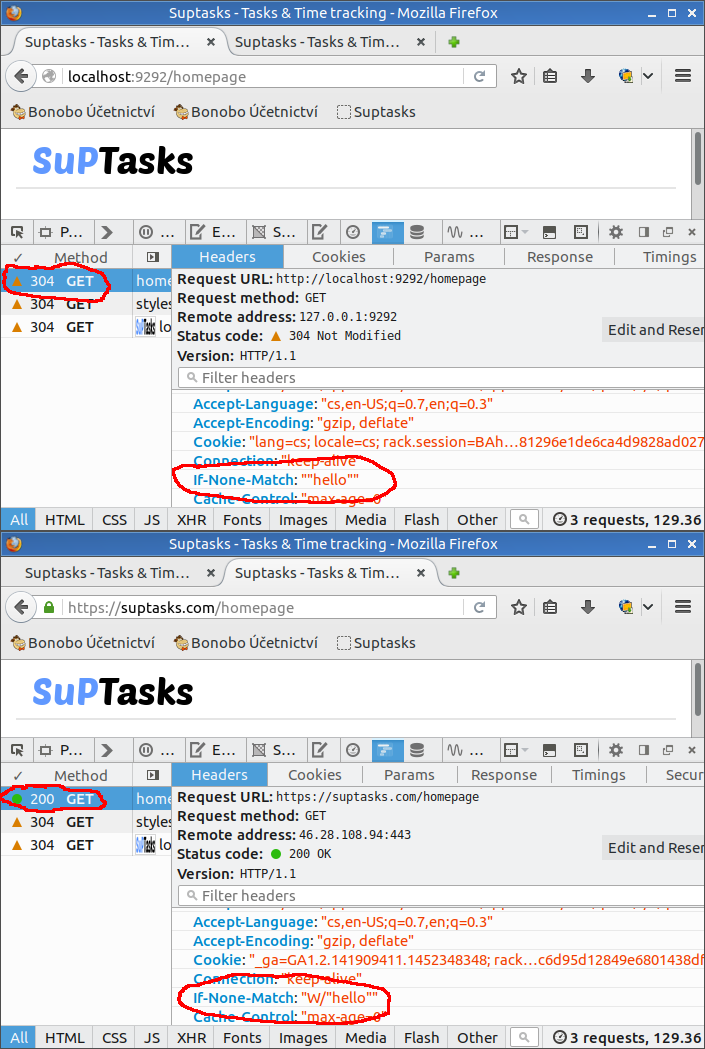 Suptasks - Tasks & Time tracking - Mozilla Firefox
Suptasks - Tasks & Time… Suptasks - Tasks & Tim…
localhost:9292/homepage
Bonobo Účetnictví Bonobo Účetnictví Suptasks
SuPTasks
P… … E… S… …
✓ Method Headers Cookies Params Response Timings
304 GET home
304 GET styles
304 GET lo
Request URL: http://localhost:9292/homepage
Request method: GET
Remote address: 127.0.0.1:9292
Status code: 304 Not Modified
Edit and Reser
Version: HTTP/1.1
Filter headers
Accept-Language: "cs,en-US;q=0.7,en;q=0.3"
Accept-Encoding: "gzip, deflate"
Cookie: "lang=cs; locale=cs; rack.session=BAh…81296e1de6ca4d9828ad027
Connection: "keep-alive"
If-None-Match: ""hello""
Cache-Control: "max-age=0"
All HTML CSS JS XHR Fonts Images Media Flash Other 3 requests, 129.36
Suptasks - Tasks & Time tracking - Mozilla Firefox
Suptasks - Tasks & Tim… Suptasks - Tasks & Time…
https://suptasks.com/homepage
Bonobo Účetnictví Bonobo Účetnictví Suptasks
SuPTasks
P… … E… S… …
✓ Method Headers Cookies Params Response Timings Secur
200 GET home
304 GET styles
304 GET lo
Request URL: https://suptasks.com/homepage
Request method: GET
Remote address: 46.28.108.94:443
Status code: 200 OK
Edit and Reser
Version: HTTP/1.1
Filter headers
Accept-Language: "cs,en-US;q=0.7,en;q=0.3"
Accept-Encoding: "gzip, deflate"
Cookie: "_ga=GA1.2.141909411.1452348348; rack…c6d95d12849e6801438df
Connection: "keep-alive"
If-None-Match: "W/"hello""
Cache-Control: "max-age=0"
All HTML CSS JS XHR Fonts Images Media Flash Other 3 requests, 129.36